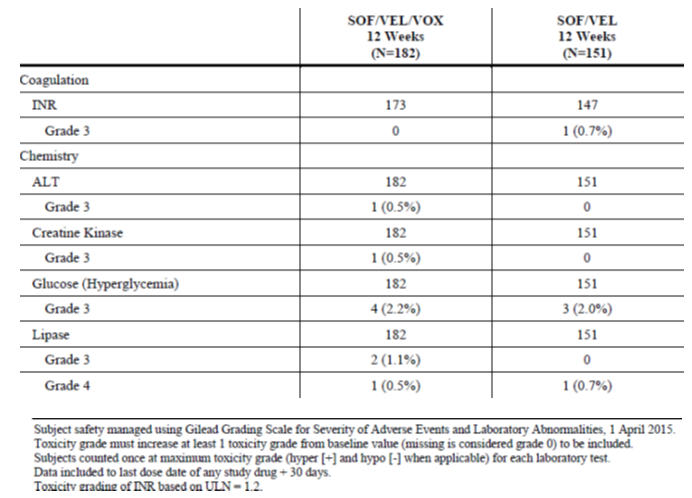 SOF/VEL/VOX SOF/VEL
12 Weeks 12 Weeks
(N=182) (N=151)
Coagulation
INR 173 147
Grade 3 0 1 (0.7%)
Chemistry
ALT 182 151
Grade 3 1 (0.5%) 0
Creatine Kinase 182 151
Grade 3 1 (0.5%) 0
Glucose (Hyperglycemia) 182 151
Grade 3 4 (2.2%) 3 (2.0%)
Lipase 182 151
Grade 3 2 (1.1%) 0
Grade 4 1 (0.5%) 1 (0.7%)
Subject safety managed using Gilead Grading Scale for Severity of Adverse Events and Laboratory Abnormalities, 1 April 2015.
Toxicity grade must increase at least 1 toxicity grade from baseline value (missing is considered grade 0) to be included.
Subjects counted once at maximum toxicity grade (hyper [+] and hypo [-] when applicable) for each laboratory test.
Data included to last dose date of any study drug + 30 days.
Toxicity grading of INR based on ULN = 1.2.